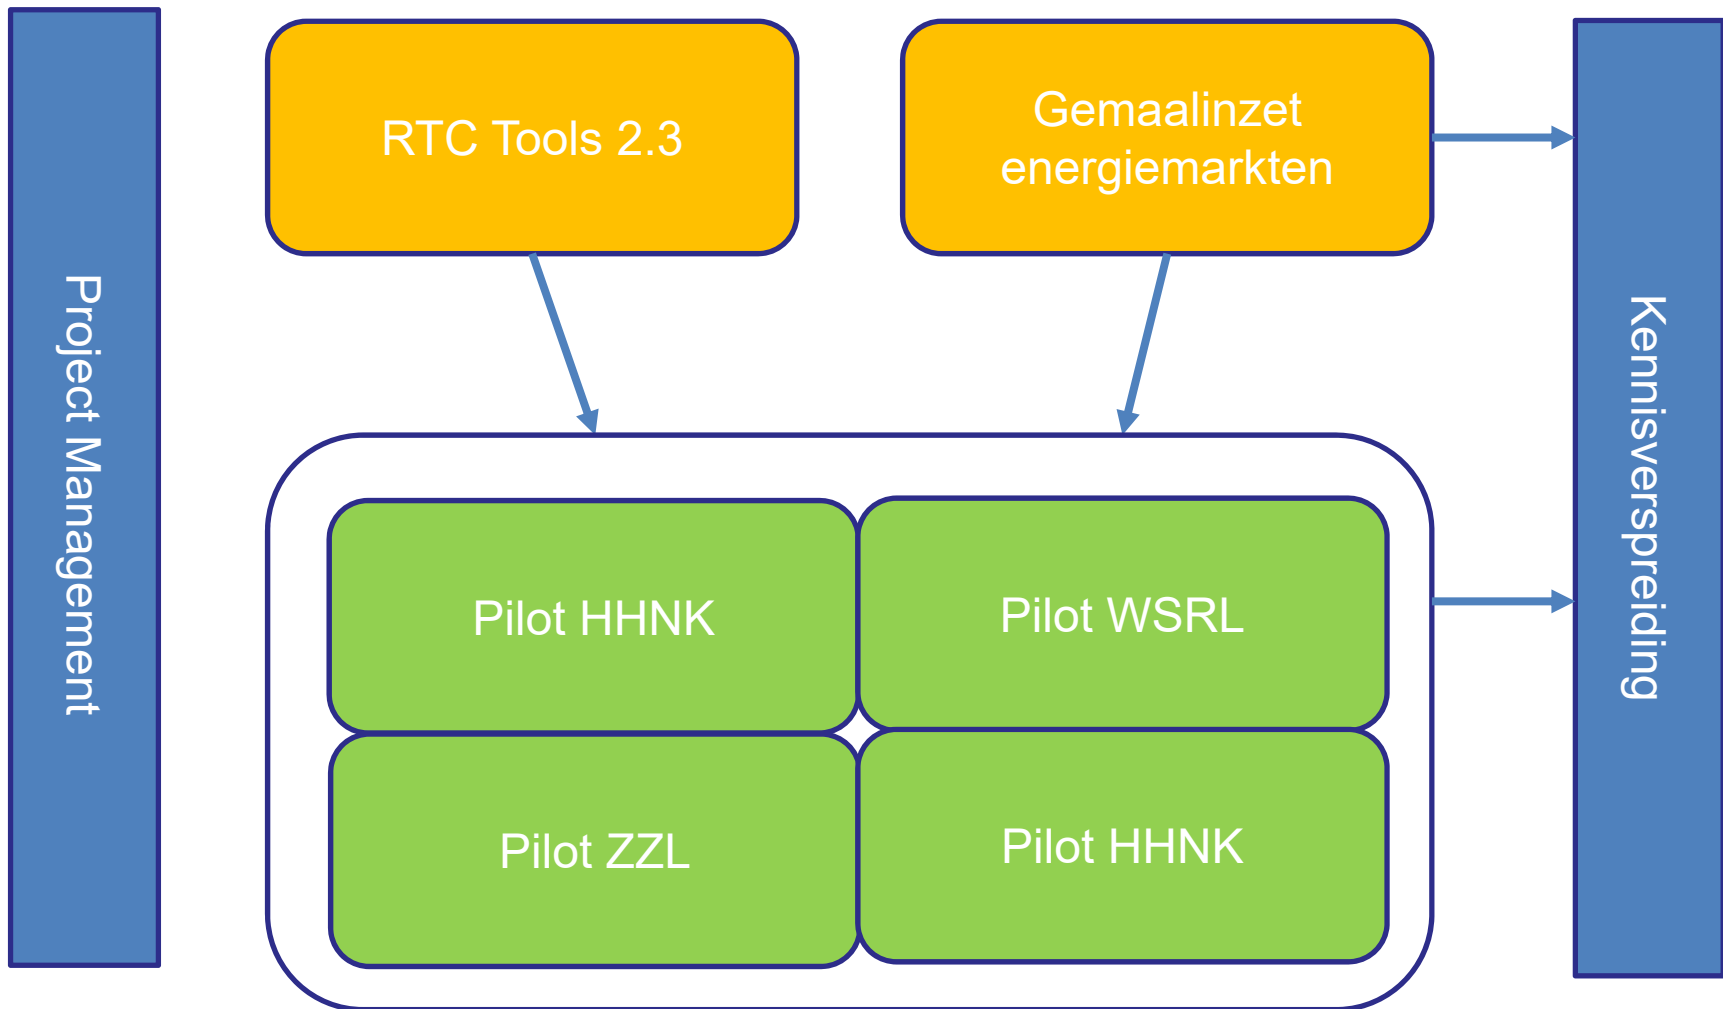 Project Management
RTC Tools 2.3
Gemaalinzet
energiemarkten
Kennisverspreiding
Pilot HHNK
Pilot WSRL
Pilot ZZL
Pilot HHNK